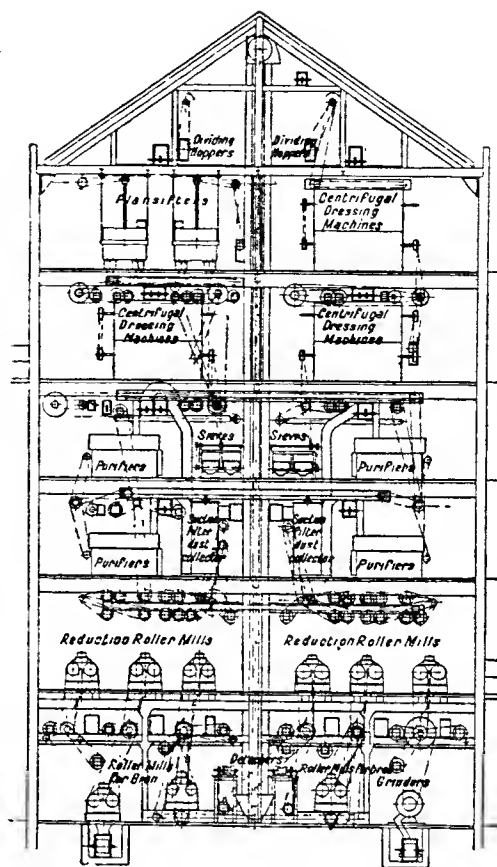 Dividing
Hoppers
Dividing
Hoppers
Plansifters
Centrifugal
Dressing
Machines
Centrifugal
Dressing
Machines
Centrifugal
Dressing
Machines
Sieves
Sieves
Purifiers
Purifiers
Suction
Filter
dust
collector
Suction
Filter
dust
collector
Purifiers
Purifiers
Reduction Roller Mills
Reduction Roller Mills
Roller Mills
For Bran
Detachers
Roller Mills For bran
Grinders